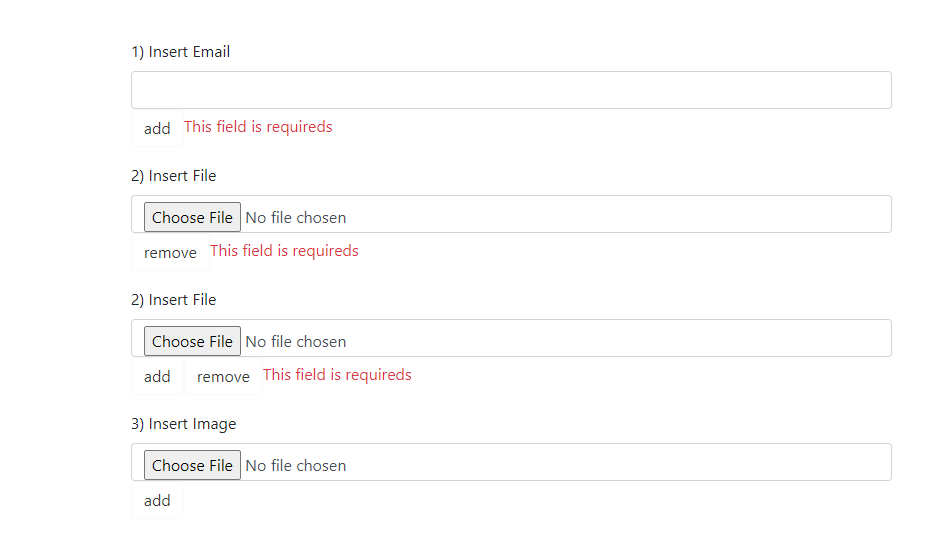 1) Insert Email
add This field is requireds
2) Insert File
Choose File No file chosen
remove This field is requireds
2) Insert File
Choose File No file chosen
add remove This field is requireds
3) Insert Image
Choose File No file chosen
add